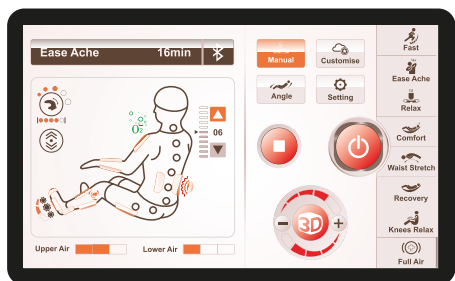 Ease Ache 16min
Manual
Customise
Angle
Setting
O2
06
3D
Upper Air
Lower Air
Fast
Ease Ache
Relax
Comfort
Waist Stretch
Recovery
Knees Relax
Full Air